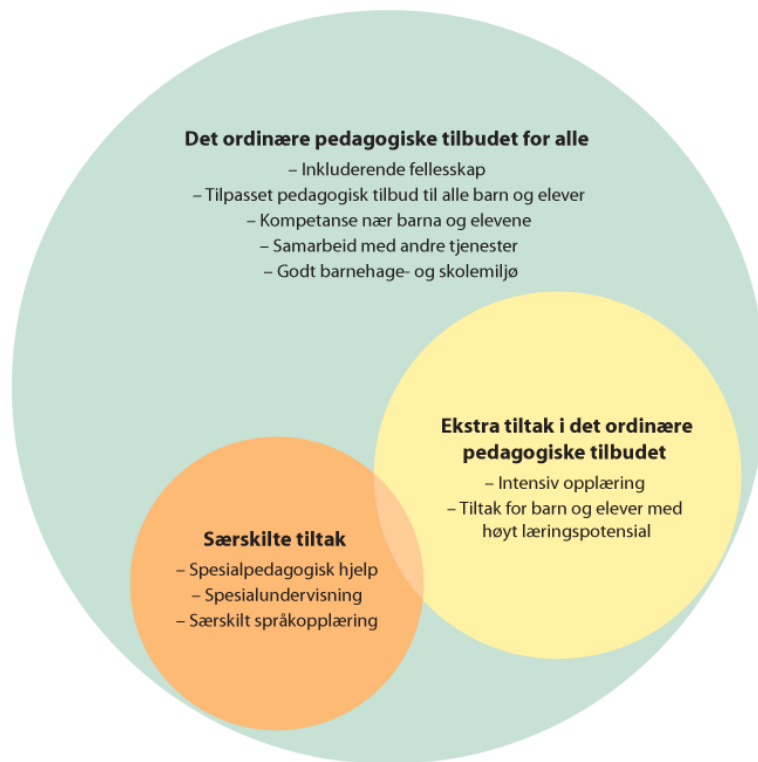 Det ordinære pedagogiske tilbudet for alle
– Inkluderende fellesskap
– Tilpasset pedagogisk tilbud til alle barn og elever
– Kompetanse nær barna og elevene
– Samarbeid med andre tjenester
– Godt barnehage- og skolemiljø
Ekstra tiltak i det ordinære
pedagogiske tilbudet
– Intensiv opplæring
– Tiltak for barn og elever med
høyt læringspotensial
Særskilte tiltak
– Spesialpedagogisk hjelp
– Spesialundervisning
– Særskilt språkopplæring